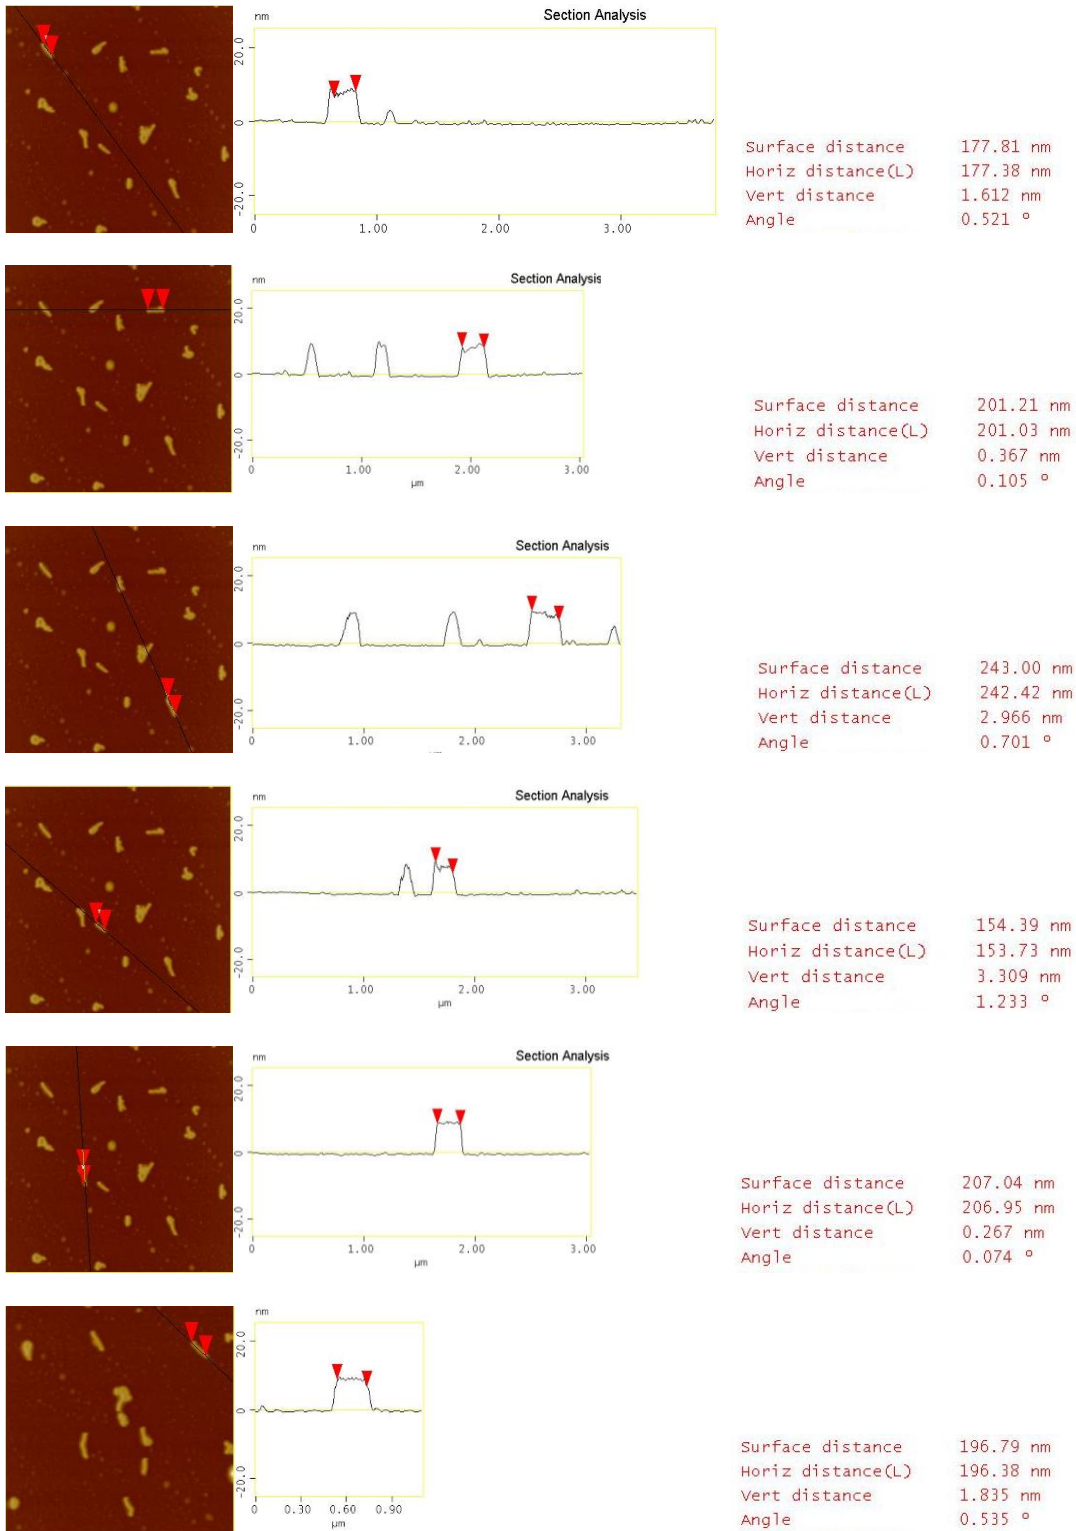 nm
Section Analysis
20.0
0
-20.0
0 1.00 2.00 3.00
Surface distance 177.81 nm
Horiz distance(L) 177.38 nm
Vert distance 1.612 nm
Angle 0.521 °
nm
Section Analysis
20.0
0
-20.0
0 1.00 2.00 3.00
µm
Surface distance 201.21 nm
Horiz distance(L) 201.03 nm
Vert distance 0.367 nm
Angle 0.105 °
nm
Section Analysis
20.0
0
-20.0
0 1.00 2.00 3.00
Surface distance 243.00 nm
Horiz distance(L) 242.42 nm
Vert distance 2.966 nm
Angle 0.701 °
nm
Section Analysis
20.0
0
-20.0
0 1.00 2.00 3.00
µm
Surface distance 154.39 nm
Horiz distance(L) 153.73 nm
Vert distance 3.309 nm
Angle 1.233 °
nm
Section Analysis
20.0
0
-20.0
0 1.00 2.00 3.00
µm
Surface distance 207.04 nm
Horiz distance(L) 206.95 nm
Vert distance 0.267 nm
Angle 0.074 °
nm
20.0
0
-20.0
0 0.30 0.60 0.90
µm
Surface distance 196.79 nm
Horiz distance(L) 196.38 nm
Vert distance 1.835 nm
Angle 0.535 °